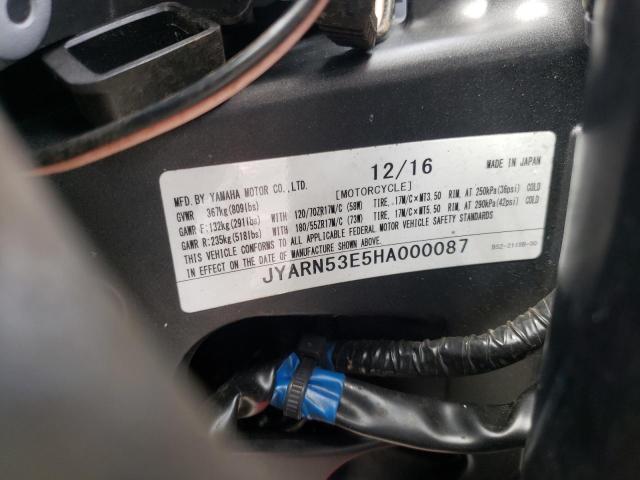 12/16
MFD. BY YAMAHA MOTOR CO.,LTD. [MOTORCYCLE] MADE IN JAPAN
GVWR 367kg(809lbs)
GAWR F:132kg(291lbs) WITH 120/70ZR17M/C (58W) TIRE, 17M/C×MT3.50 RIM, AT 250kPa(36psi) COLD
GAWR R:235kg(518lbs) WITH 180/55ZR17M/C (73W) TIRE, 17M/C×MT5.50 RIM, AT 290kPa(42psi) COLD
THIS VEHICLE CONFORMS TO ALL APPLICABLE FEDERAL MOTOR VEHICLE SAFETY STANDARDS
IN EFFECT ON THE DATE OF MANUFACTURE SHOWN ABOVE.
JYARN53E5HA000087